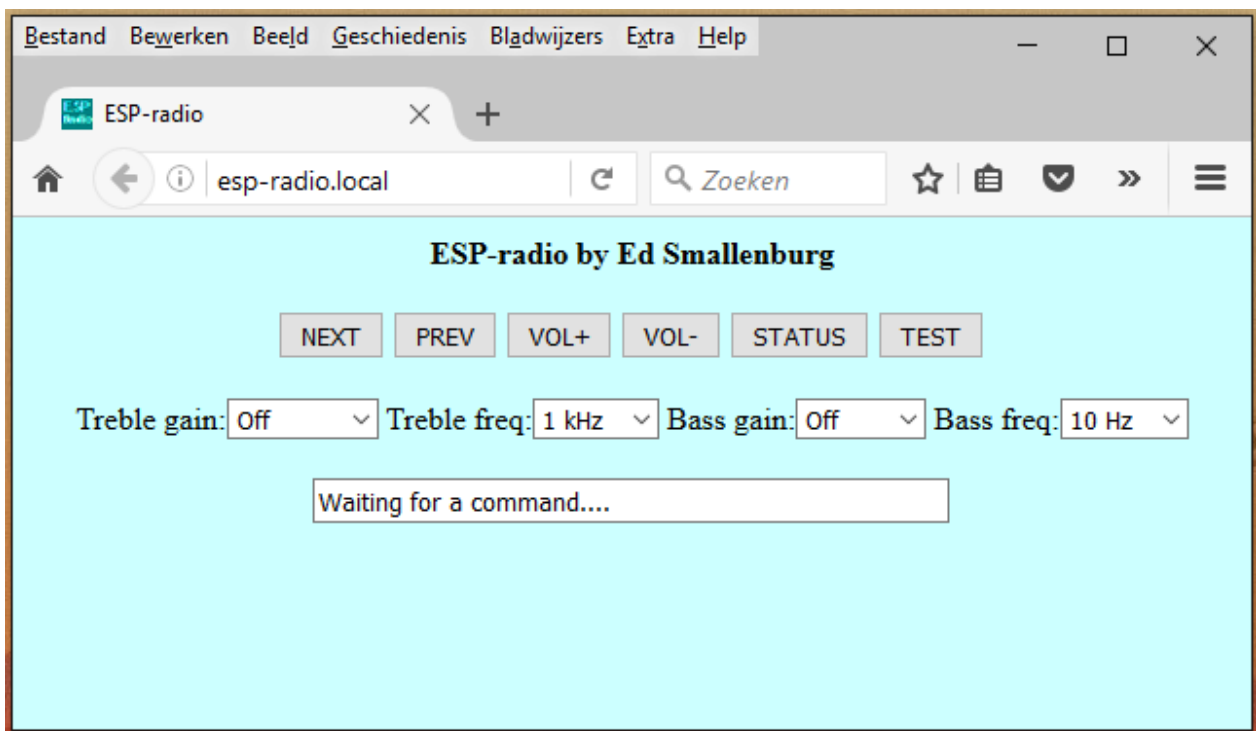 Bestand Bewerken Beeld Geschiedenis Bladwijzers Extra Help
ESP Radio ESP-radio
esp-radio.local Zoeken
ESP-radio by Ed Smallenburg
NEXT PREV VOL+ VOL- STATUS TEST
Treble gain: Off Treble freq: 1 kHz Bass gain: Off Bass freq: 10 Hz
Waiting for a command....